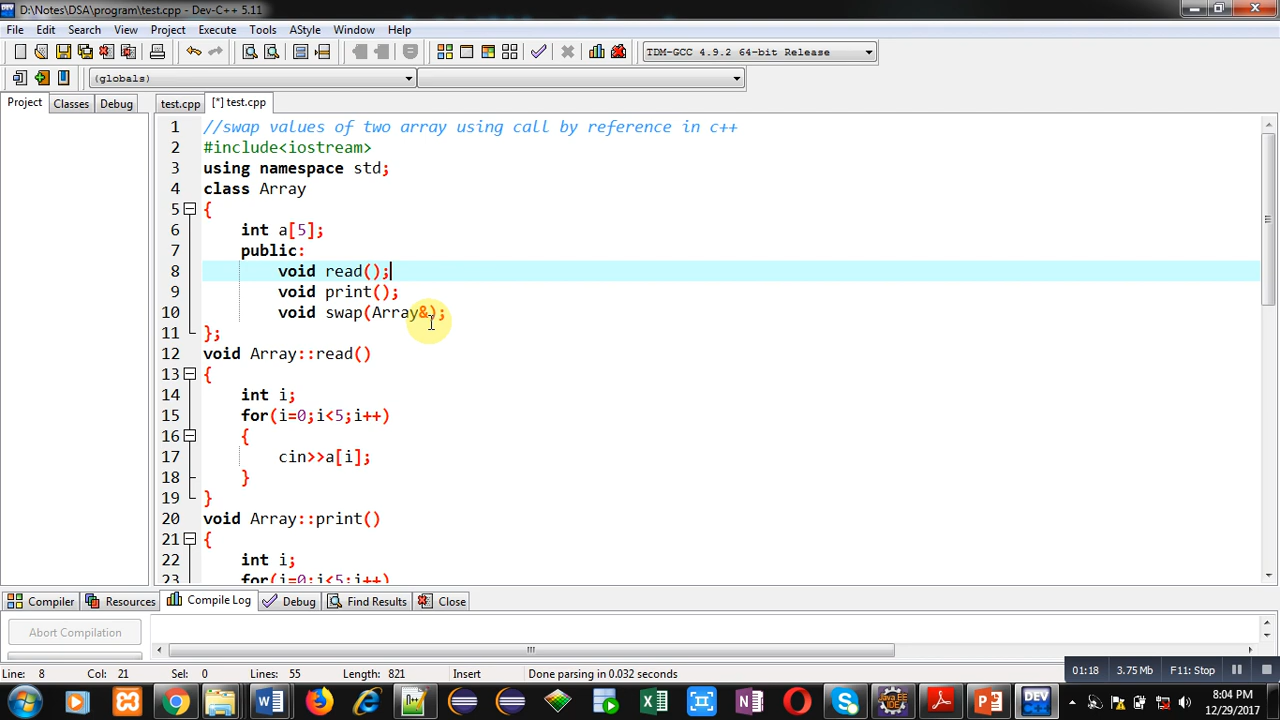 D:\Notes\DSA\program\test.cpp - Dev-C++ 5.11
File Edit Search View Project Execute Tools AStyle Window Help
TDM-GCC 4.9.2 64-bit Release
(globals)
Project Classes Debug test.cpp [*] test.cpp
1 //swap values of two array using call by reference in c++
2 #include<iostream>
3 using namespace std;
4 class Array
5 {
6 int a[5];
7 public:
8 void read();
9 void print();
10 void swap(Array&);
11 };
12 void Array::read()
13 {
14 int i;
15 for(i=0;i<5;i++)
16 {
17 cin>>a[i];
18 }
19 }
20 void Array::print()
21 {
22 int i;
23 for(i=0;i<5;i++)
Compiler Resources Compile Log Debug Find Results Close
Abort Compilation
Line: 8 Col: 21 Sel: 0 Lines: 55 Length: 821 Insert Done parsing in 0.032 seconds
01:18 3.75 Mb F11: Stop
8:04 PM
12/29/2017